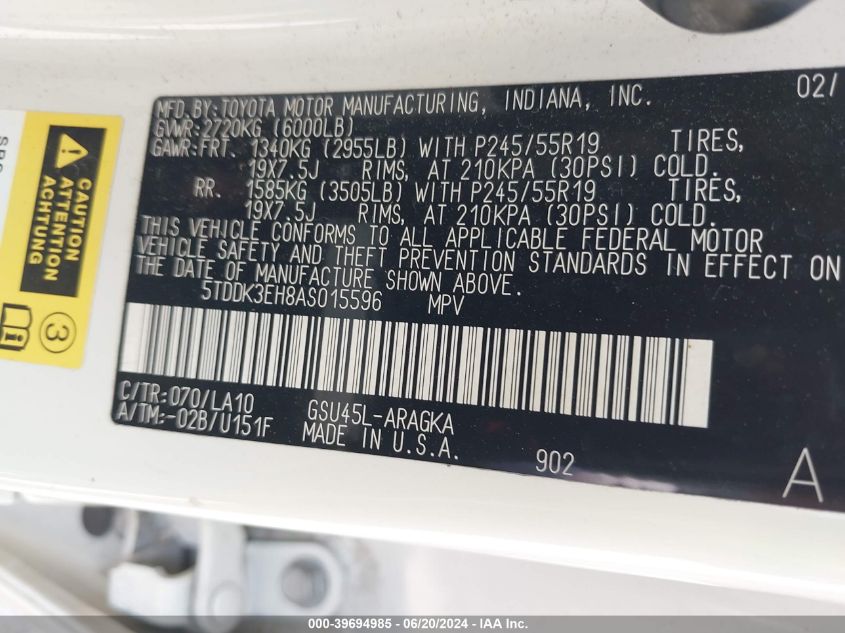 MFD. BY: TOYOTA MOTOR MANUFACTURING, INDIANA, INC. 02/
GVWR: 2720KG (6000LB)
GAWR: FRT. 1340KG (2955LB) WITH P245/55R19 TIRES,
19X7.5J RIMS, AT 210KPA (30PSI) COLD.
RR. 1585KG (3505LB) WITH P245/55R19 TIRES,
19X7.5J RIMS, AT 210KPA (30PSI) COLD.
THIS VEHICLE CONFORMS TO ALL APPLICABLE FEDERAL MOTOR
VEHICLE SAFETY AND THEFT PREVENTION STANDARDS IN EFFECT ON
THE DATE OF MANUFACTURE SHOWN ABOVE.
5TDDK3EH8AS015596 MPV
C/TR: 070/LA10 GSU45L-ARAGKA
A/TM: -02B/U151F MADE IN U.S.A.
902
A
CAUTION
ATTENTION
ACHTUNG
3
000-39694985 - 06/20/2024 - IAAI.COM